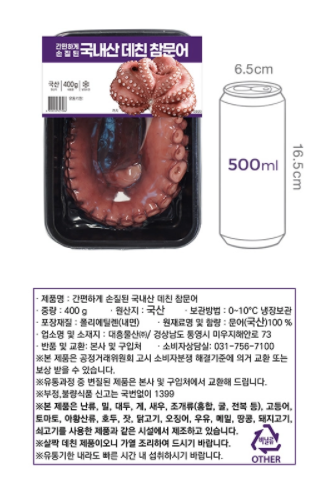 간편하게
손질된 국내산 데친 참문어
국산 400g
6.5cm
500ml
16.5cm
· 제품명 : 간편하게 손질된 국내산 데친 참문어
· 중량 : 400 g · 원산지 : 국산 · 보관방법 : 0~10℃ 냉장보관
· 포장재질 : 폴리에틸렌(내면) · 원재료명 및 함량 : 문어(국산)100 %
· 업소명 및 소재지 : 대흥물산㈜/ 경상남도 통영시 미우지해안로 73
· 반품 및 교환: 본사 및 구입처 · 소비자상담실: 031-756-7100
※본 제품은 공정거래위원회 고시 소비자분쟁 해결기준에 의거 교환 또는
보상 받을 수 있습니다.
※유통과정 중 변질된 제품은 본사 및 구입처에서 교환해 드립니다.
※부정,불량식품 신고는 국번없이 1399
※본 제품은 난류, 밀, 대두, 게, 새우, 조개류(홍합, 굴, 전복 등), 고등어,
토마토, 아황산류, 호두, 잣, 닭고기, 오징어, 우유, 메밀, 땅콩, 돼지고기,
쇠고기를 사용한 제품과 같은 시설에서 제조하고 있습니다.
※살짝 데친 제품이오니 가열 조리하여 드시기 바랍니다.
※유통기한 내라도 빠른 시간 내 섭취하시기 바랍니다.
비닐류
OTHER